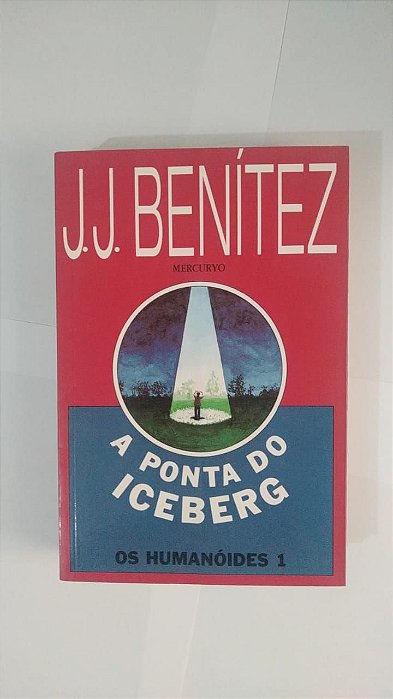 J.J. BENÍTEZ
MERCURYO
A PONTA DO
ICEBERG
OS HUMANÓIDES 1